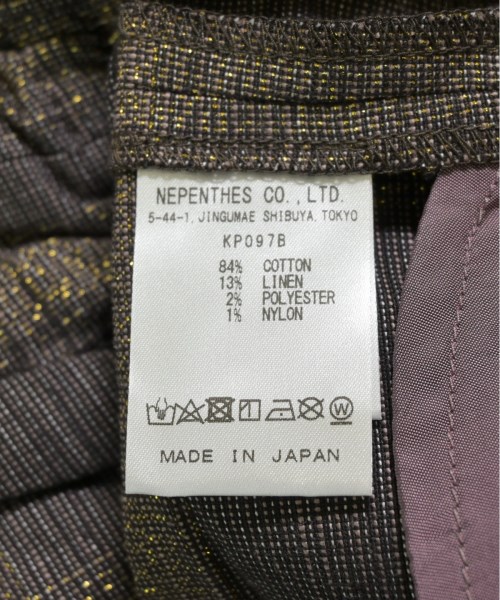 NEPENTHES CO.,LTD.
5-44-1, JINGUMAE SHIBUYA, TOKYO
KP097B
84% COTTON
13% LINEN
2% POLYESTER
1% NYLON
W
MADE IN JAPAN